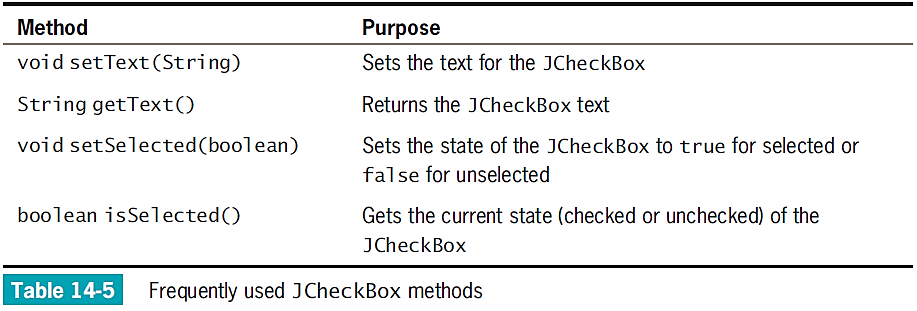 Method Purpose
void setText(String) Sets the text for the JCheckBox
String getText() Returns the JCheckBox text
void setSelected(boolean) Sets the state of the JCheckBox to true for selected or
false for unselected
boolean isSelected() Gets the current state (checked or unchecked) of the
JCheckBox
Table 14-5 Frequently used JCheckBox methods